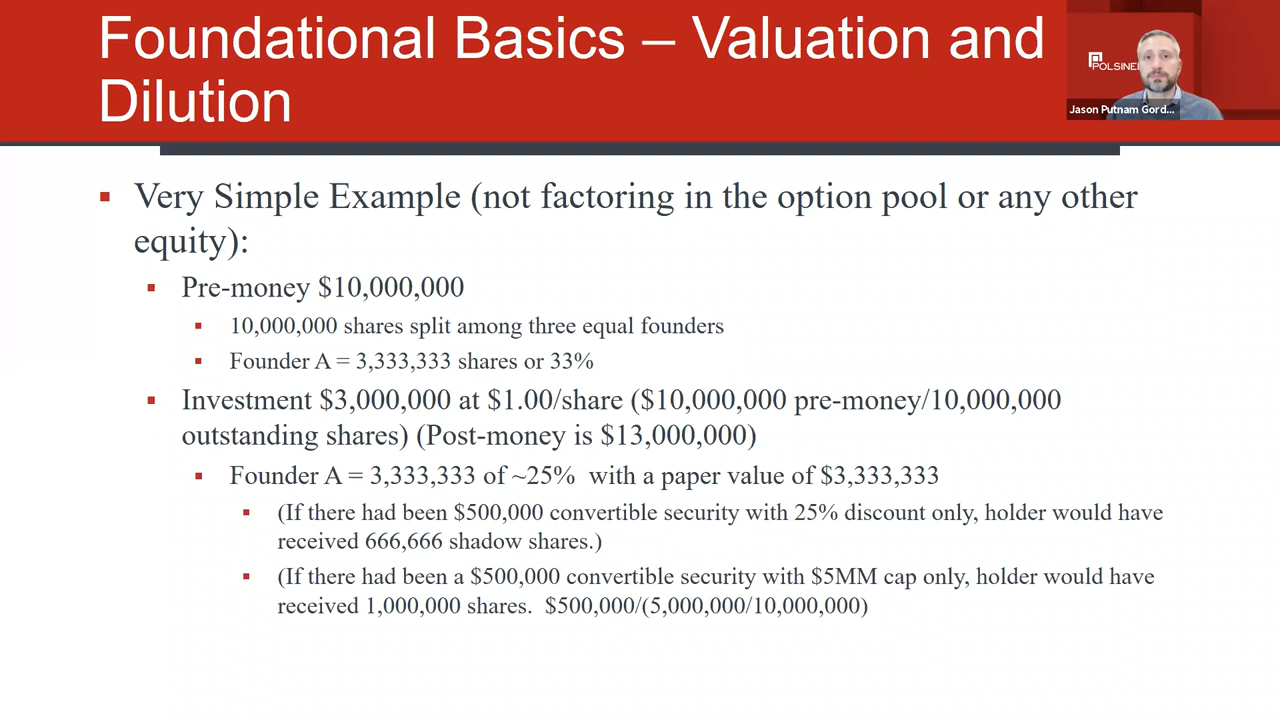 Foundational Basics – Valuation and
Dilution
POLSINE
Jason Putnam Gord...
▪ Very Simple Example (not factoring in the option pool or any other
equity):
▪ Pre-money $10,000,000
▪ 10,000,000 shares split among three equal founders
▪ Founder A = 3,333,333 shares or 33%
▪ Investment $3,000,000 at $1.00/share ($10,000,000 pre-money/10,000,000
outstanding shares) (Post-money is $13,000,000)
▪ Founder A = 3,333,333 of ~25%  with a paper value of $3,333,333
▪ (If there had been $500,000 convertible security with 25% discount only, holder would have
received 666,666 shadow shares.)
▪ (If there had been a $500,000 convertible security with $5MM cap only, holder would have
received 1,000,000 shares.  $500,000/(5,000,000/10,000,000)